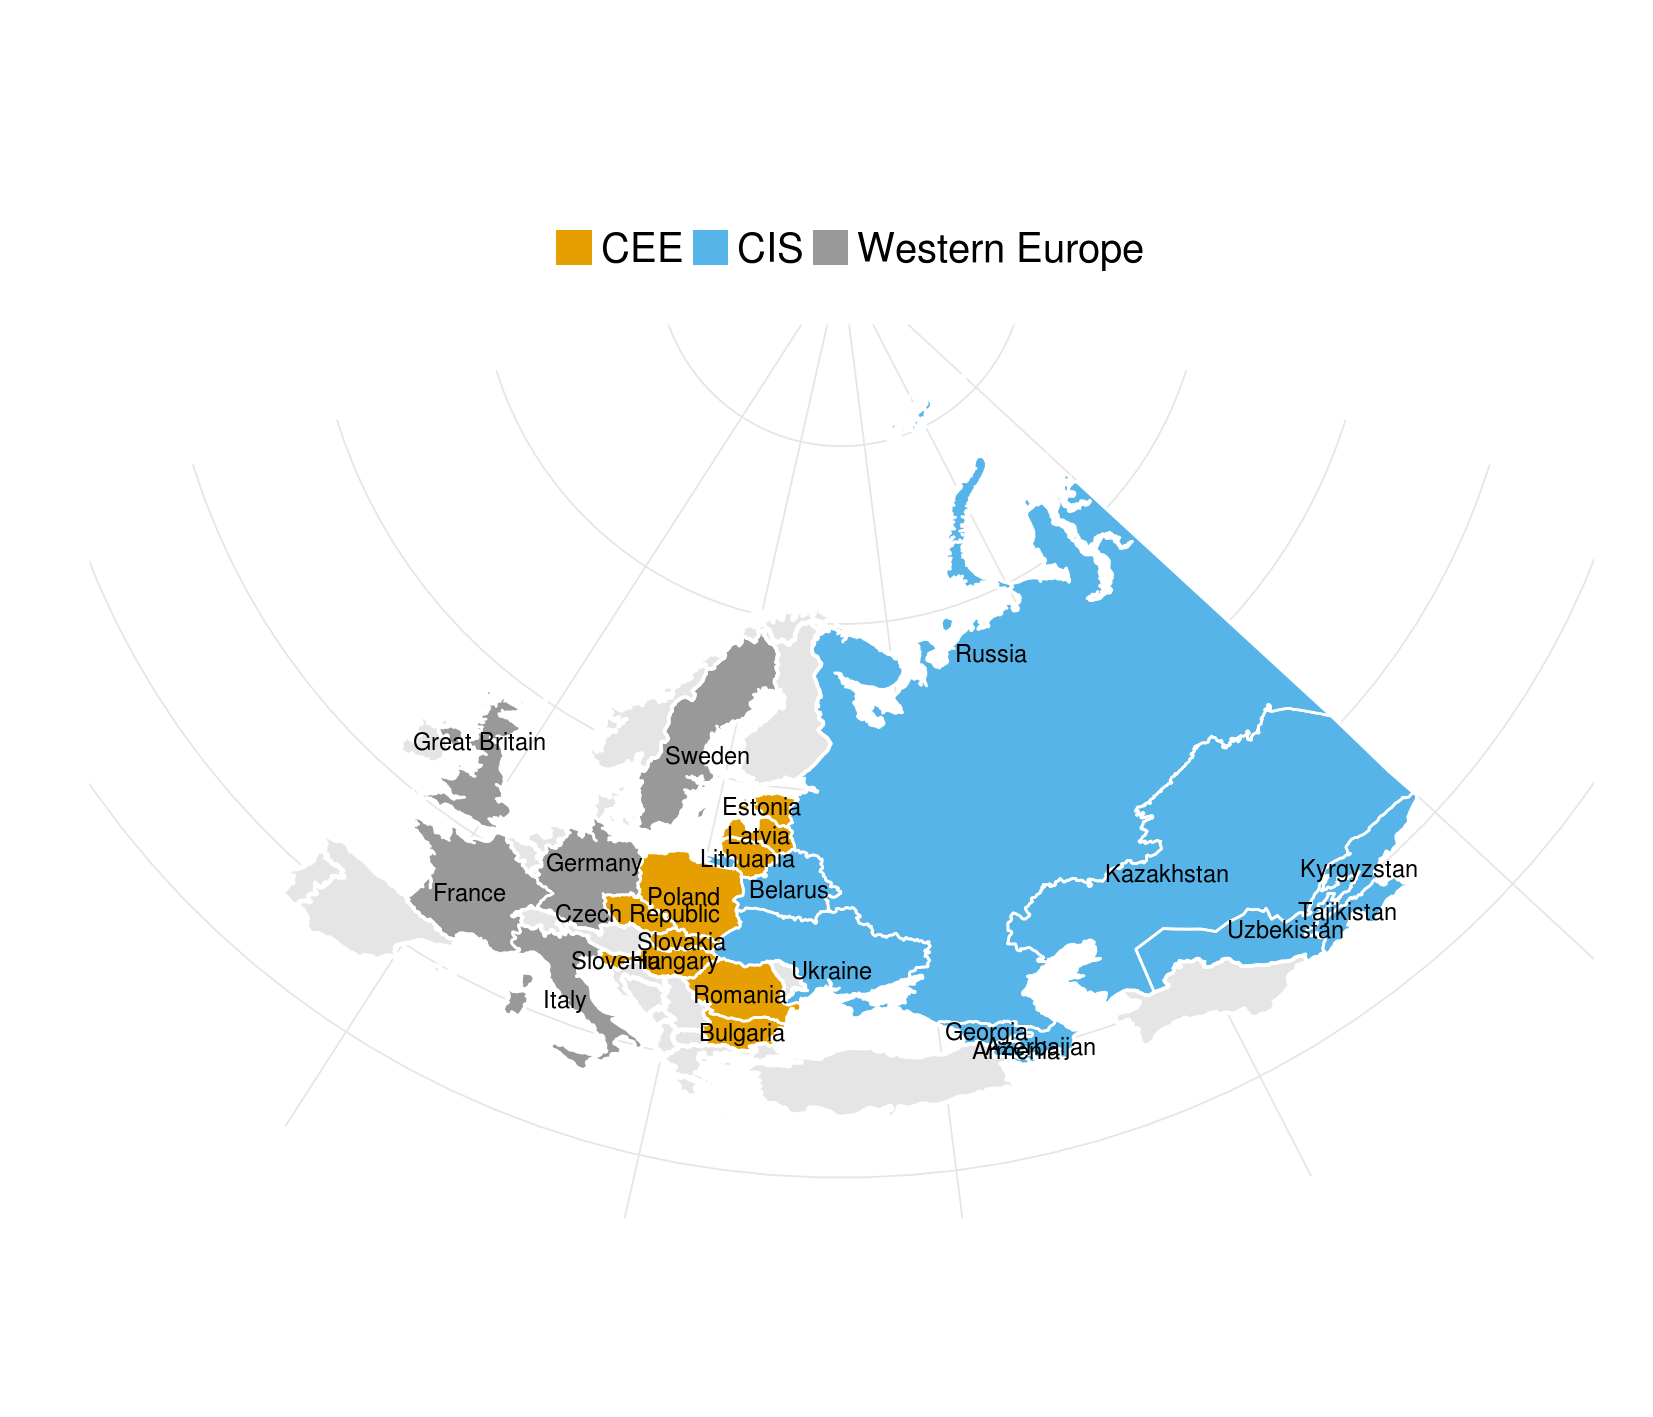 CEE CIS Western Europe
Russia
Great Britain
Sweden
Estonia
Latvia
Lithuania
Germany
Kazakhstan
Kyrgyzstan
France
Poland
Belarus
Czech Republic
Tajikistan
Uzbekistan
Slovakia
Slovenia
Hungary
Ukraine
Italy
Romania
Georgia
Bulgaria
Azerbaijan
Armenia